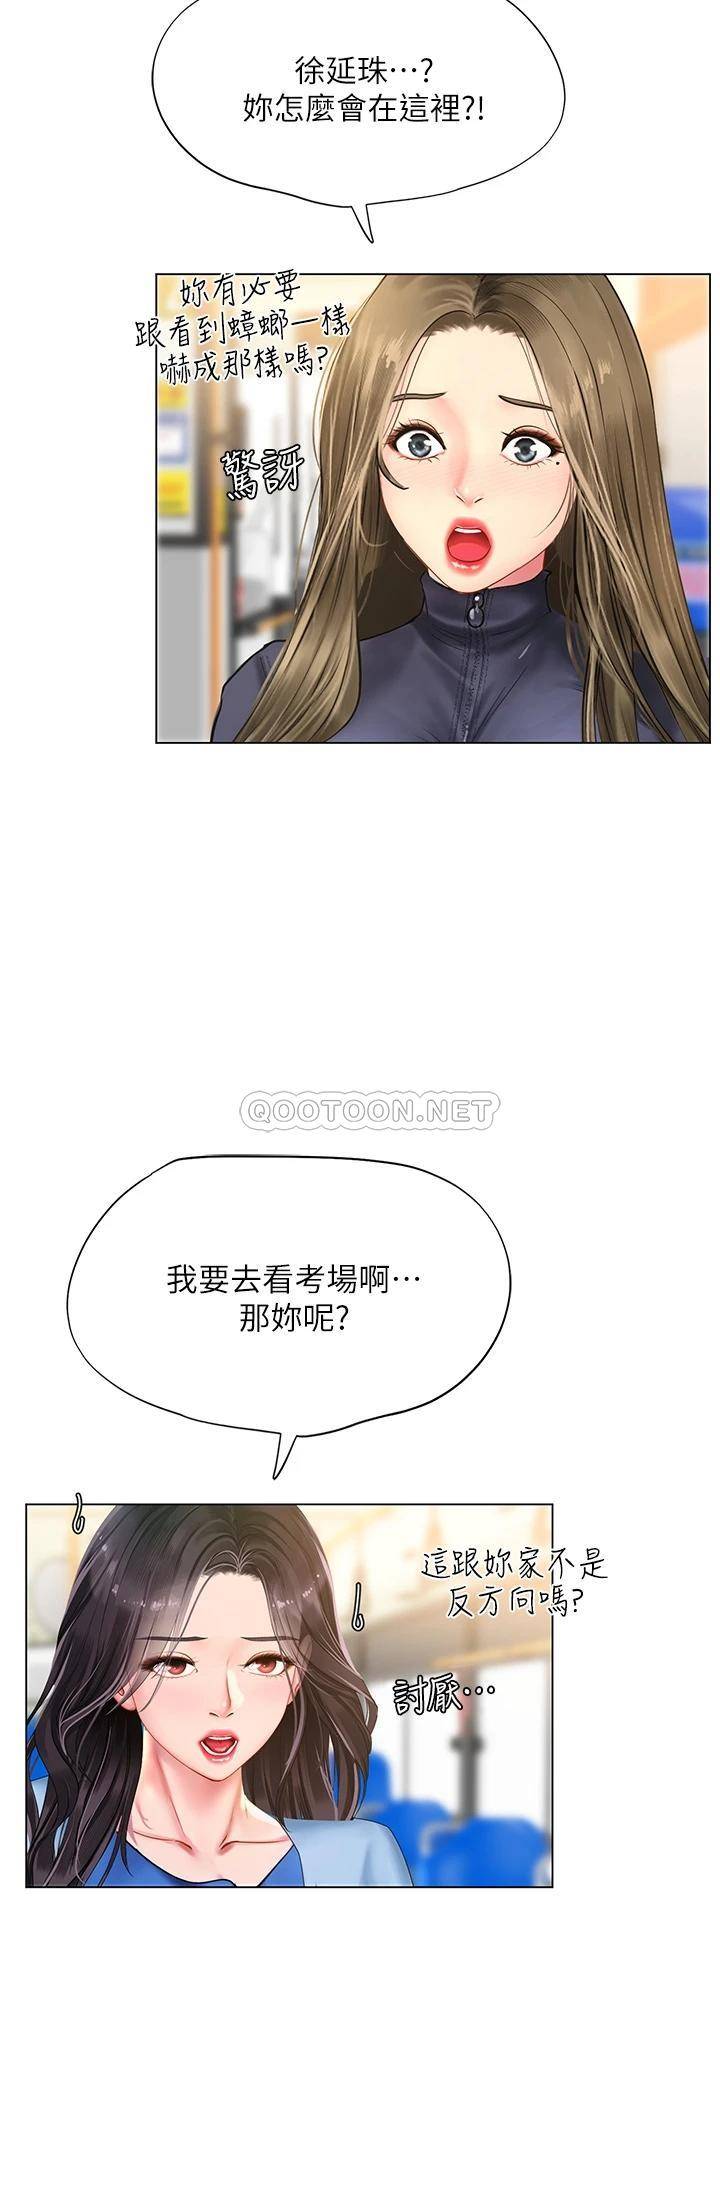 徐延珠…?
妳怎麼會在這裡?!
妳有必要
跟看到蟑螂一樣
嚇成那樣嗎?
驚訝
QOOTOON.NET
我要去看考場啊…
那妳呢?
這跟妳家不是
反方向嗎?
討厭…